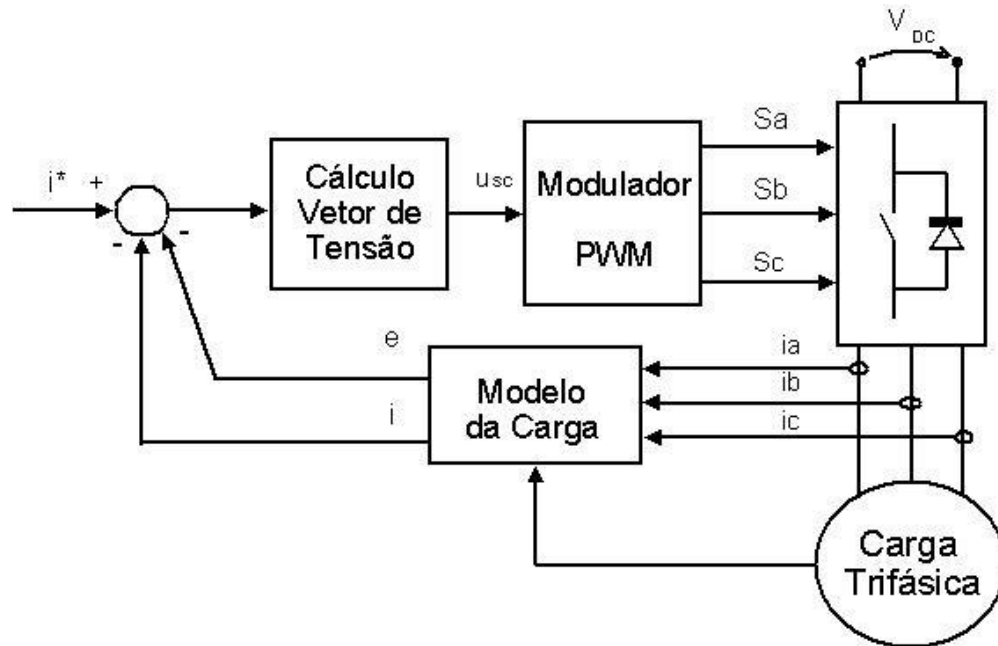 V DC
i* +
-
-
Cálculo
Vetor de
Tensão
usc
Modulador
PWM
Sa
Sb
Sc
e
i
Modelo
da Carga
ia
ib
ic
Carga
Trifásica